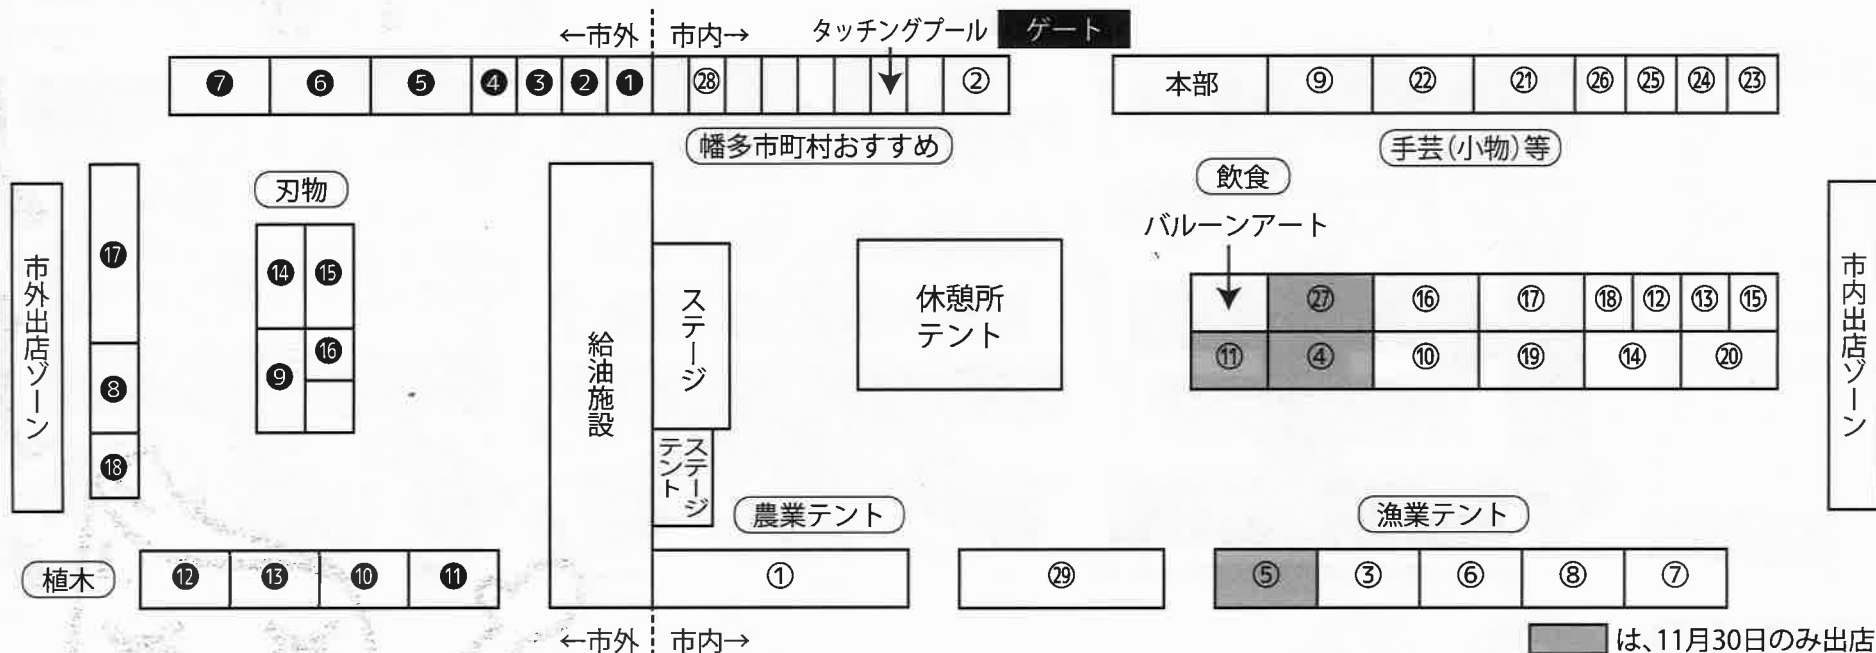 ←市外 市内→ タッチングプール ゲート
❼ ❻ ❺ ❹ ❸ ❷ ❶ ㉘ ② 本部 ⑨ ㉒ ㉑ ㉖ ㉕ ㉔ ㉓
幡多市町村おすすめ 手芸(小物)等
市外出店ゾーン
⓱
❽
⓲
刃物
⓮ ⓯
❾ ⓰
給油施設
ステージ
ステージ
テント
休憩所
テント
飲食
バルーンアート
㉗ ⑯ ⑰ ⑱ ⑫ ⑬ ⑮
⑪ ④ ⑩ ⑲ ⑭ ⑳
市内出店ゾーン
農業テント 漁業テント
植木 ⓬ ⓭ ❿ ⓫ ① ㉙ ⑤ ③ ⑥ ⑧ ⑦
←市外 市内→ は、11月30日のみ出店